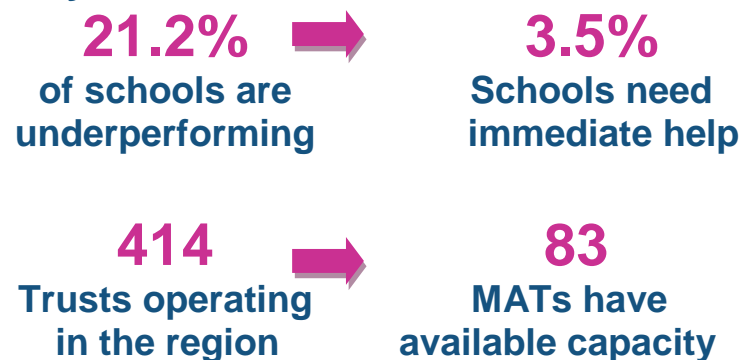 21.2%
of schools are
underperforming
3.5%
Schools need
immediate help
414
Trusts operating
in the region
83
MATs have
available capacity